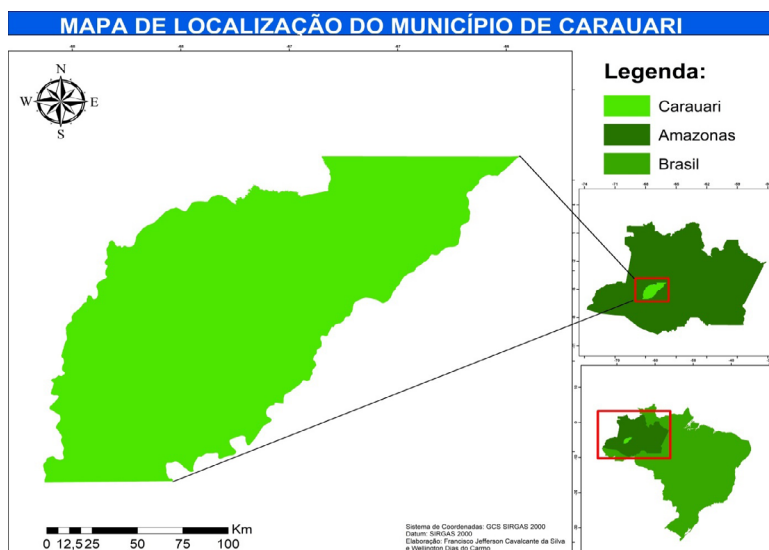 MAPA DE LOCALIZAÇÃO DO MUNICÍPIO DE CARAUARI
N
W E
S
Legenda:
Carauari
Amazonas
Brasil
0 12,5 25 50 75 100 Km
Sistema de Coordenadas: GCS SIRGAS 2000
Datum: SIRGAS 2000
Elaboração: Francisco Jefferson Cavalcante da Silva
e Wellington Dias do Carmo